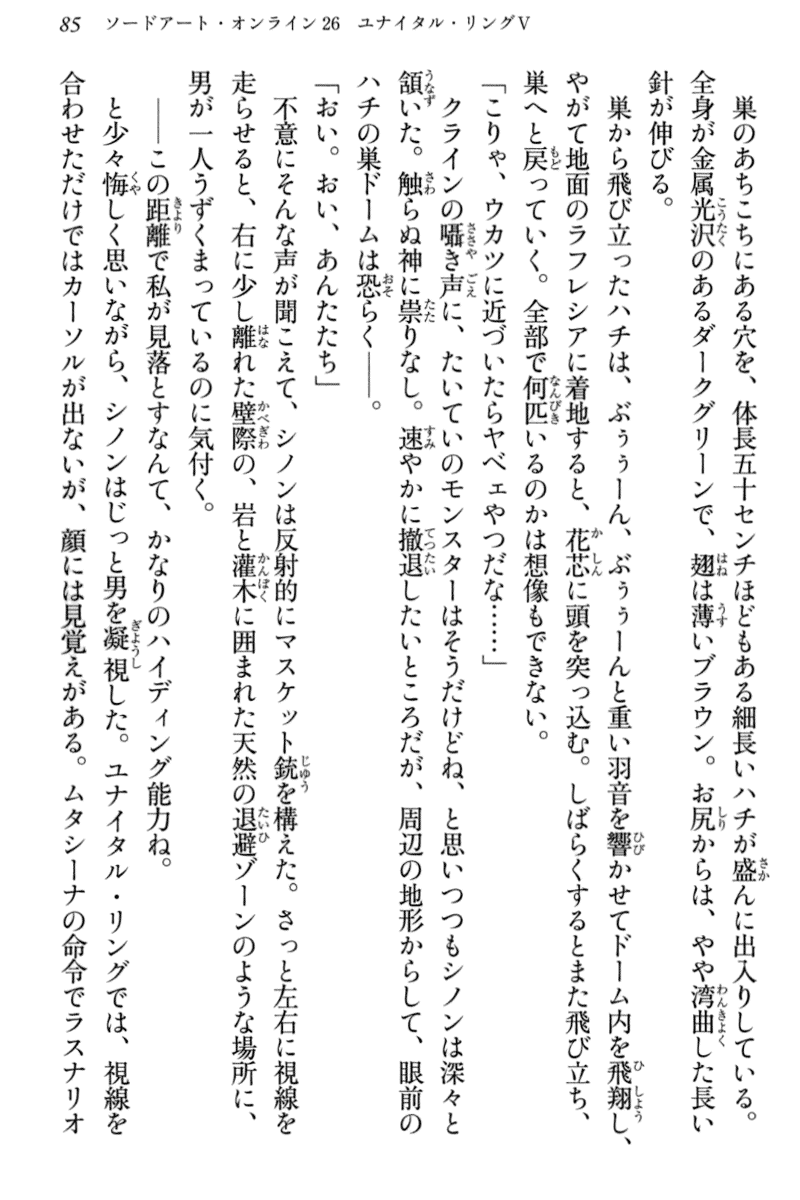 85　ソードアート・オンライン26　ユナイタル・リングⅤ
　巣のあちこちにある穴を、体長五十センチほどもある細長いハチが盛んに出入りしている。
全身が金属光沢のあるダークグリーンで、翅は薄いブラウン。お尻からは、やや湾曲した長い
針が伸びる。
　巣から飛び立ったハチは、ぶぅぅーん、ぶぅぅーんと重い羽音を響かせてドーム内を飛翔し、
やがて地面のラフレシアに着地すると、花芯に頭を突っ込む。しばらくするとまた飛び立ち、
巣へと戻っていく。全部で何匹いるのかは想像もできない。
「こりゃ、ウカツに近づいたらヤベェやつだな……」
　クラインの囁き声に、たいていのモンスターはそうだけどね、と思いつつもシノンは深々と
頷いた。触らぬ神に祟りなし。速やかに撤退したいところだが、周辺の地形からして、眼前の
ハチの巣ドームは恐らく――。
「おい。おい、あんたたち」
　不意にそんな声が聞こえて、シノンは反射的にマスケット銃を構えた。さっと左右に視線を
走らせると、右に少し離れた壁際の、岩と灌木に囲まれた天然の退避ゾーンのような場所に、
男が一人うずくまっているのに気付く。
　――この距離で私が見落とすなんて、かなりのハイディング能力ね。
　と少々悔しく思いながら、シノンはじっと男を凝視した。ユナイタル・リングでは、視線を
合わせただけではカーソルが出ないが、顔には見覚えがある。ムタシーナの命令でラスナリオ